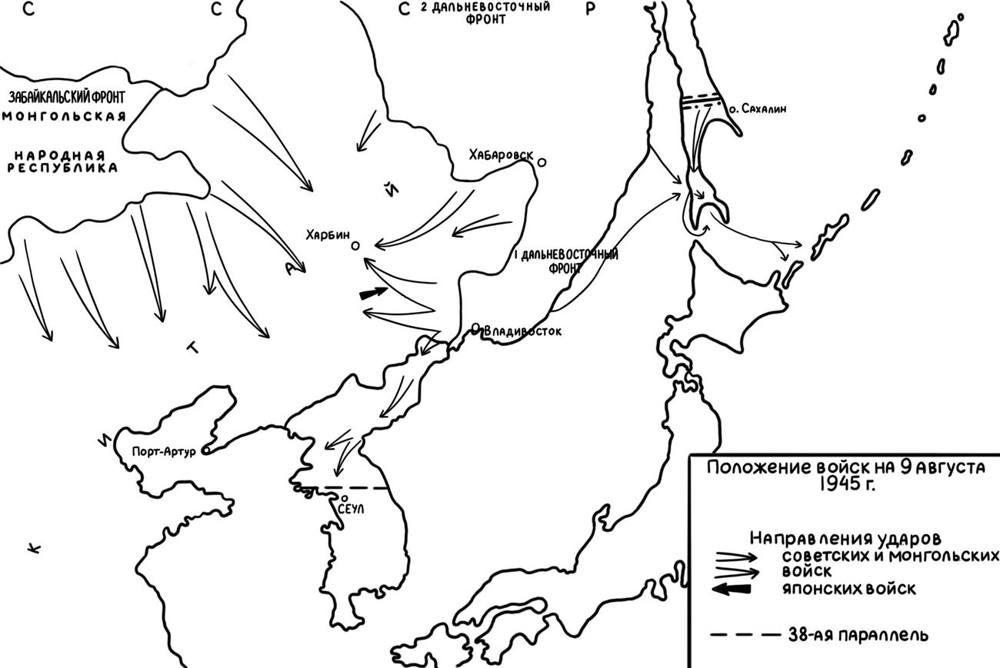 С С С Р
2 ДАЛЬНЕВОСТОЧНЫЙ
ФРОНТ
ЗАБАЙКАЛЬСКИЙ ФРОНТ
МОНГОЛЬСКАЯ
НАРОДНАЯ
РЕСПУБЛИКА
о. Сахалин
Хабаровск
Харбин
1 ДАЛЬНЕВОСТОЧНЫЙ
ФРОНТ
Владивосток
К И Т А Й
Порт-Артур
СЕУЛ
Положение войск на 9 августа
1945 г.
Направления ударов
советских и монгольских
войск
японских войск
38-ая параллель